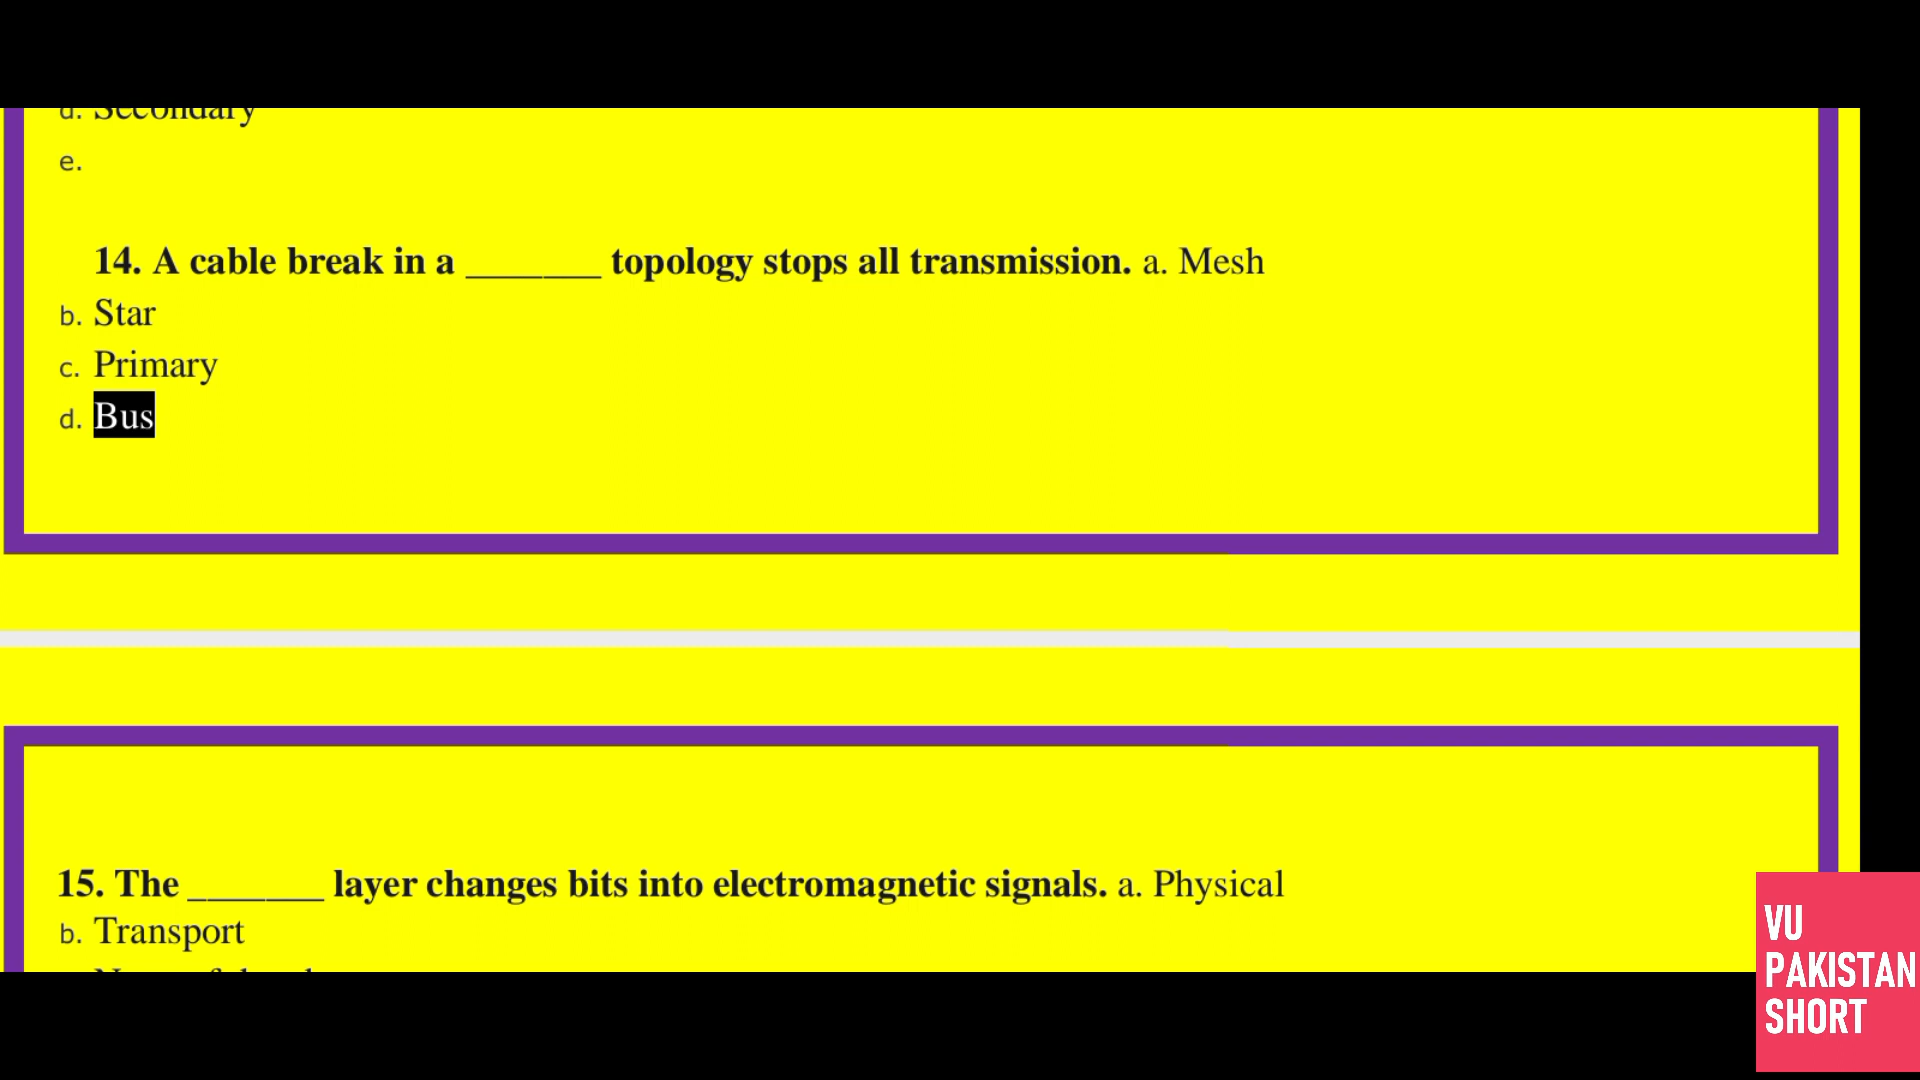 d. Secondary
e.
14. A cable break in a _______ topology stops all transmission. a. Mesh
b. Star
c. Primary
d. Bus
15. The _______ layer changes bits into electromagnetic signals. a. Physical
b. Transport
VU
PAKISTAN
SHORT